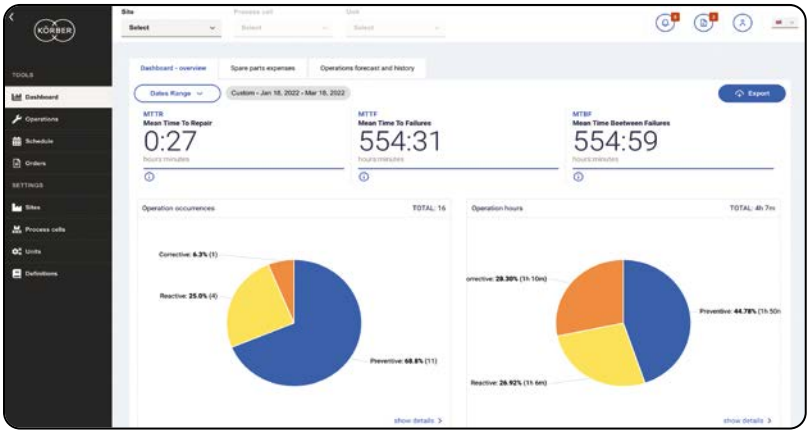 KÖRBER
TOOLS
Dashboard
Operations
Schedule
Orders
SETTINGS
Sites
Process cells
Units
Definitions
Site
Process cell
Unit
Select
Select
Select
Dashboard - overview
Spare parts expenses
Operations forecast and history
Dates Range
Custom - Jan 18, 2022 - Mar 18, 2022
Export
MTTR
Mean Time To Repair
0:27
hours:minutes
MTTF
Mean Time To Failures
554:31
hours:minutes
MTBF
Mean Time Beetween Failures
554:59
hours:minutes
Operation occurrences
TOTAL: 16
Corrective: 6.3% (1)
Reactive: 25.0% (4)
Preventive: 68.8% (11)
show details
Operation hours
TOTAL: 4h 7m
orrective: 28.30% (1h 10m)
Preventive: 44.78% (1h 50n
Reactive: 26.92% (1h 6m)
show details